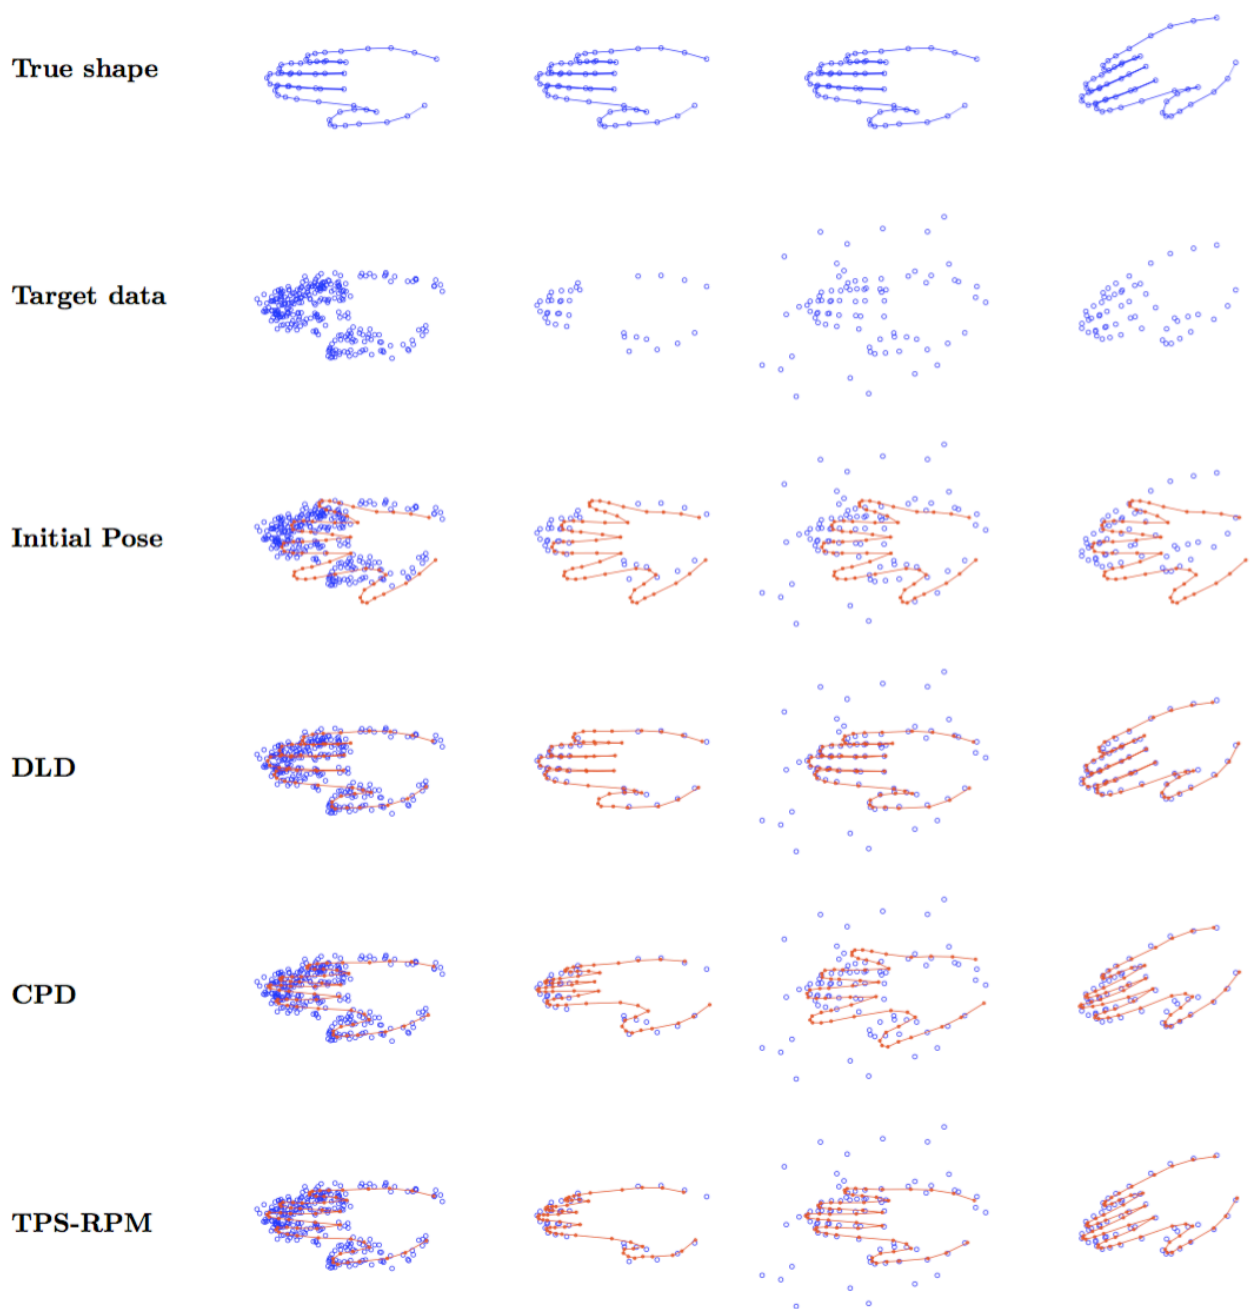 True shape
Target data
Initial Pose
DLD
CPD
TPS-RPM